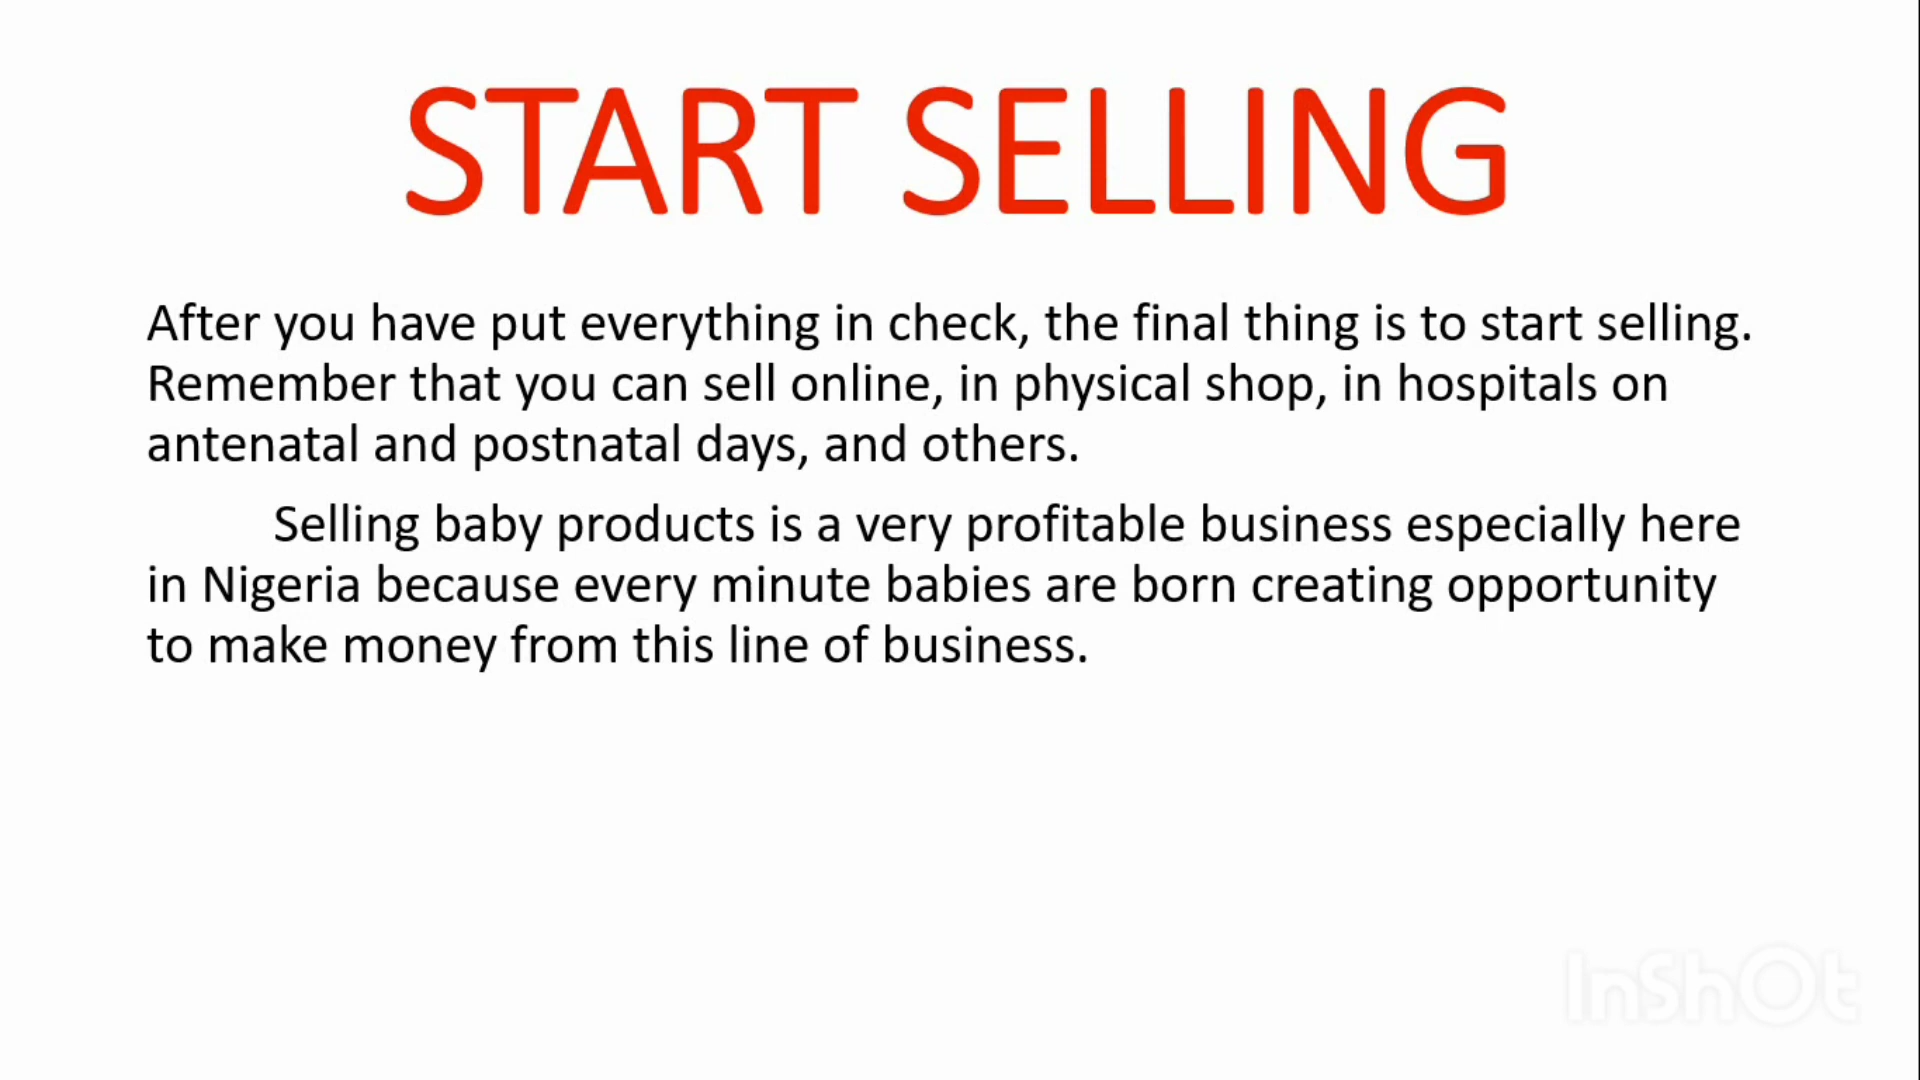 START SELLING
After you have put everything in check, the final thing is to start selling.
Remember that you can sell online, in physical shop, in hospitals on
antenatal and postnatal days, and others.
Selling baby products is a very profitable business especially here
in Nigeria because every minute babies are born creating opportunity
to make money from this line of business.
InShOt